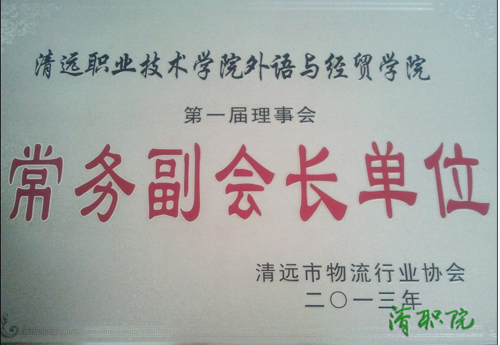 清远职业技术学院外语与经贸学院
第一届理事会
常务副会长单位
清远市物流行业协会
二〇一三年
清职院